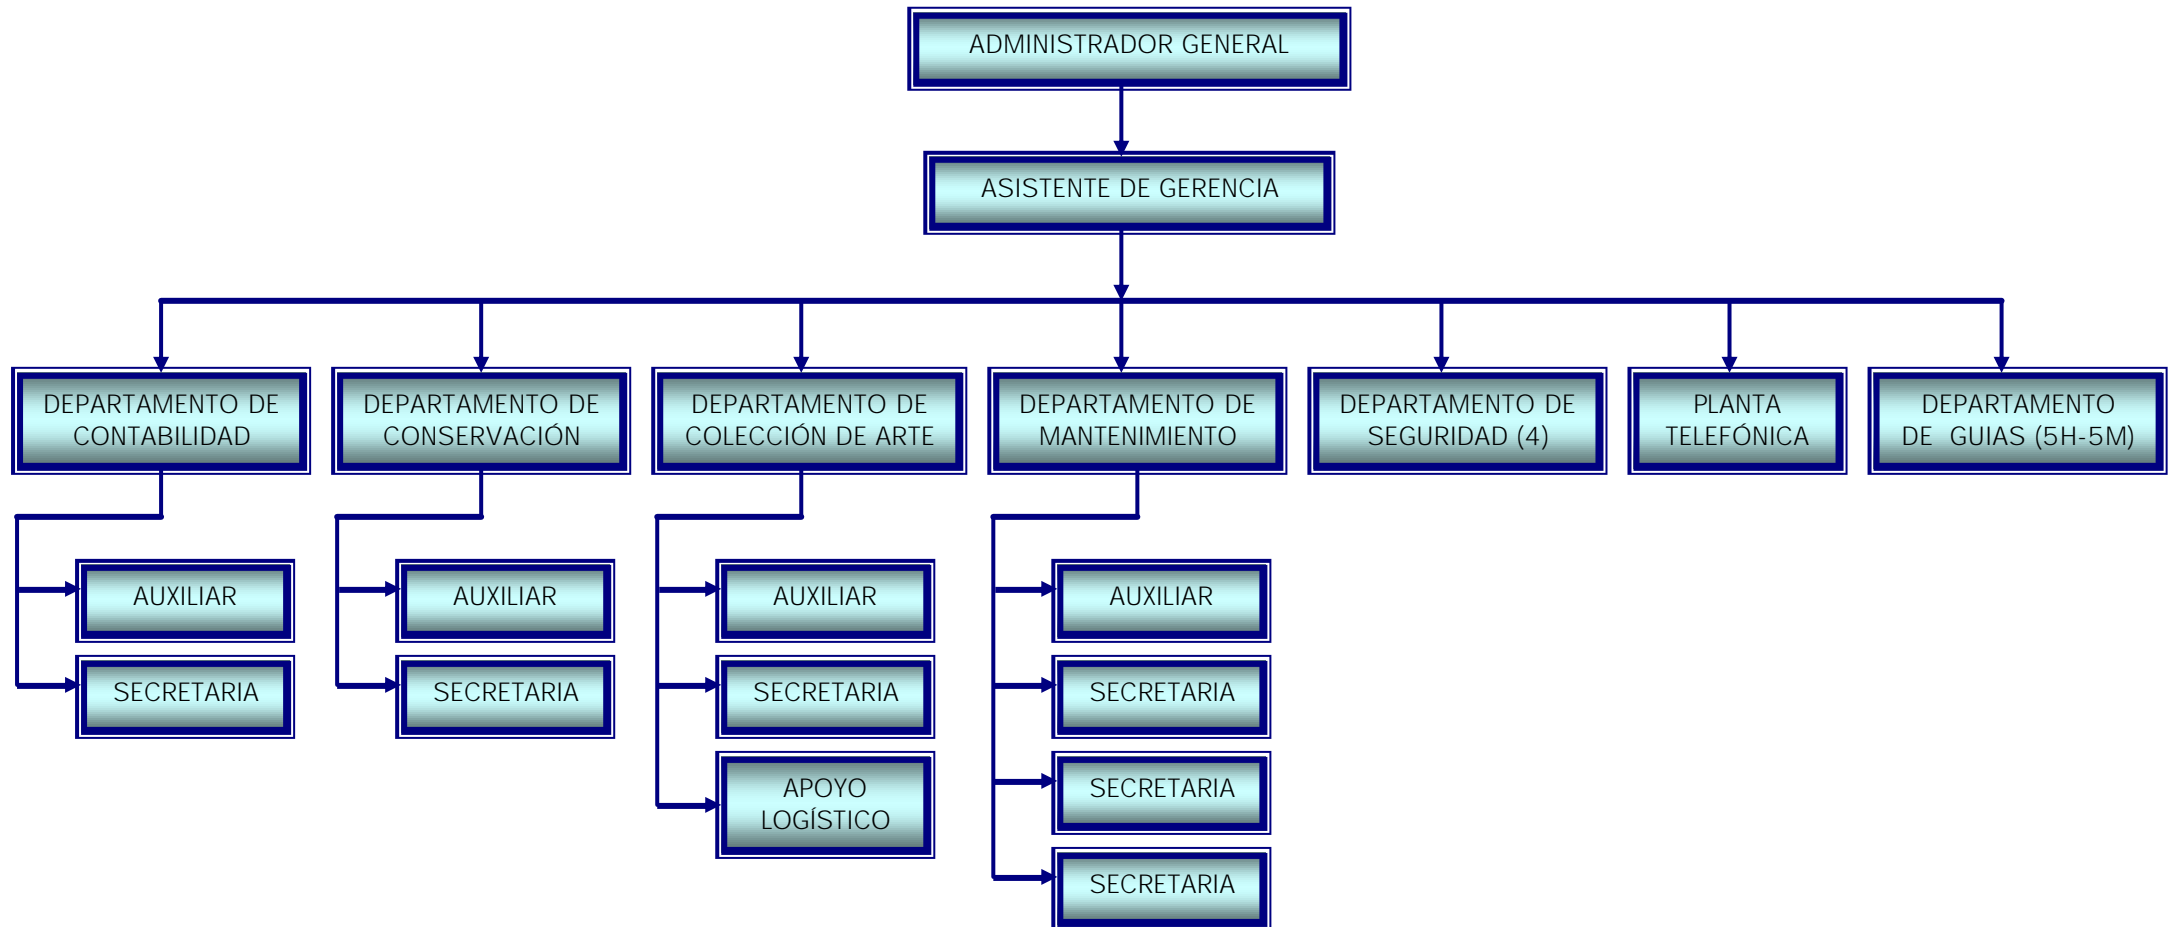 ADMINISTRADOR GENERAL
ASISTENTE DE GERENCIA
DEPARTAMENTO DE
CONTABILIDAD
DEPARTAMENTO DE
CONSERVACIÓN
DEPARTAMENTO DE
COLECCIÓN DE ARTE
DEPARTAMENTO DE
MANTENIMIENTO
DEPARTAMENTO DE
SEGURIDAD (4)
PLANTA
TELEFÓNICA
DEPARTAMENTO
DE GUIAS (5H-5M)
AUXILIAR
SECRETARIA
AUXILIAR
SECRETARIA
AUXILIAR
SECRETARIA
APOYO
LOGÍSTICO
AUXILIAR
SECRETARIA
SECRETARIA
SECRETARIA